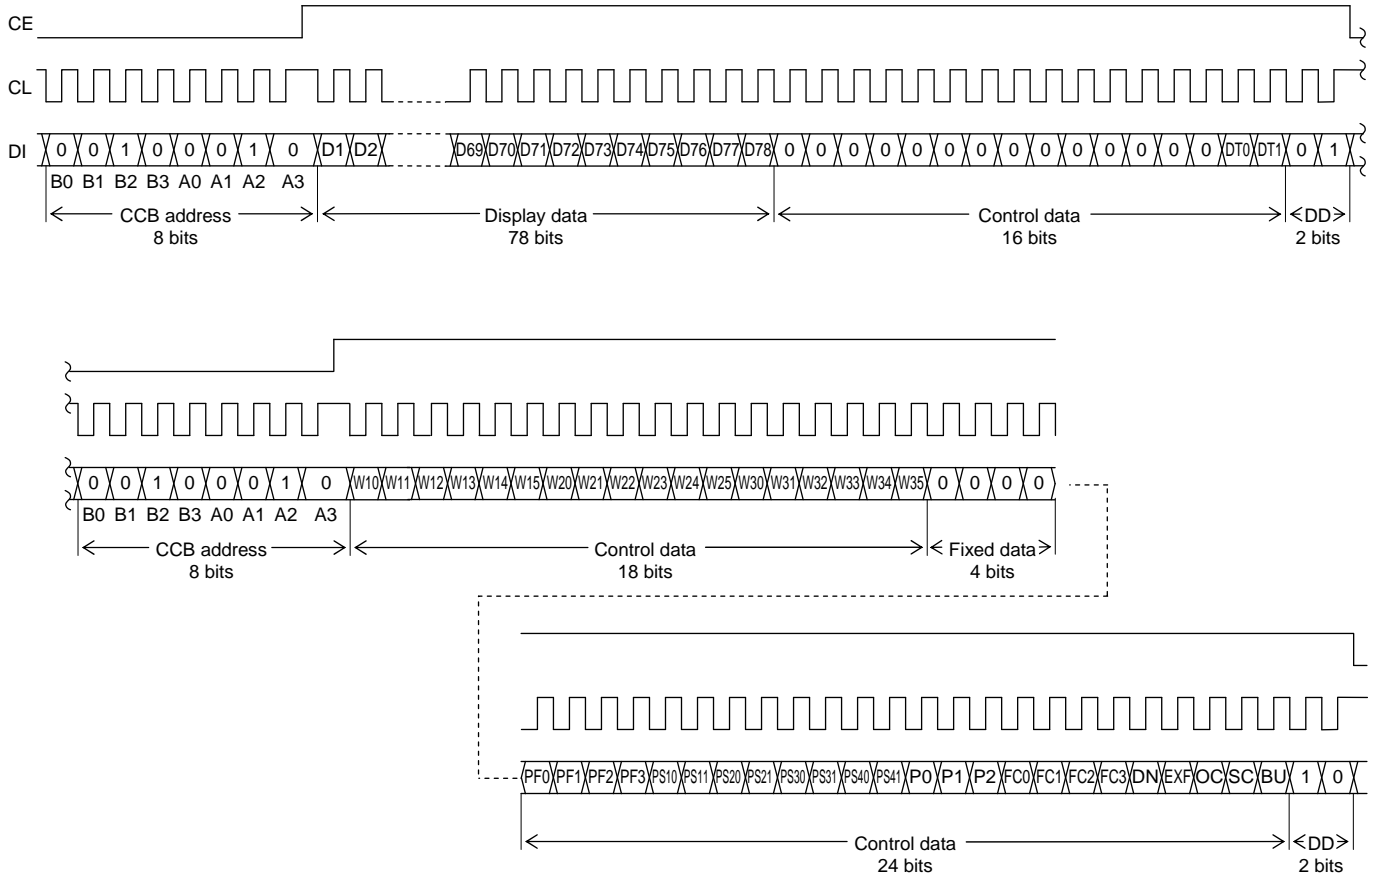 CE
CL
DI 0 0 1 0 0 0 1 0 D1 D2 D69 D70 D71 D72 D73 D74 D75 D76 D77 D78 0 0 0 0 0 0 0 0 0 0 0 0 0 0 DT0 DT1 0 1
B0 B1 B2 B3 A0 A1 A2 A3
CCB address Display data Control data DD
8 bits 78 bits 16 bits 2 bits
0 0 1 0 0 0 1 0 W10 W11 W12 W13 W14 W15 W20 W21 W22 W23 W24 W25 W30 W31 W32 W33 W34 W35 0 0 0 0
B0 B1 B2 B3 A0 A1 A2 A3
CCB address Control data Fixed data
8 bits 18 bits 4 bits
PF0 PF1 PF2 PF3 PS10 PS11 PS20 PS21 PS30 PS31 PS40 PS41 P0 P1 P2 FC0 FC1 FC2 FC3 DN EXF OC SC BU 1 0
Control data DD
24 bits 2 bits